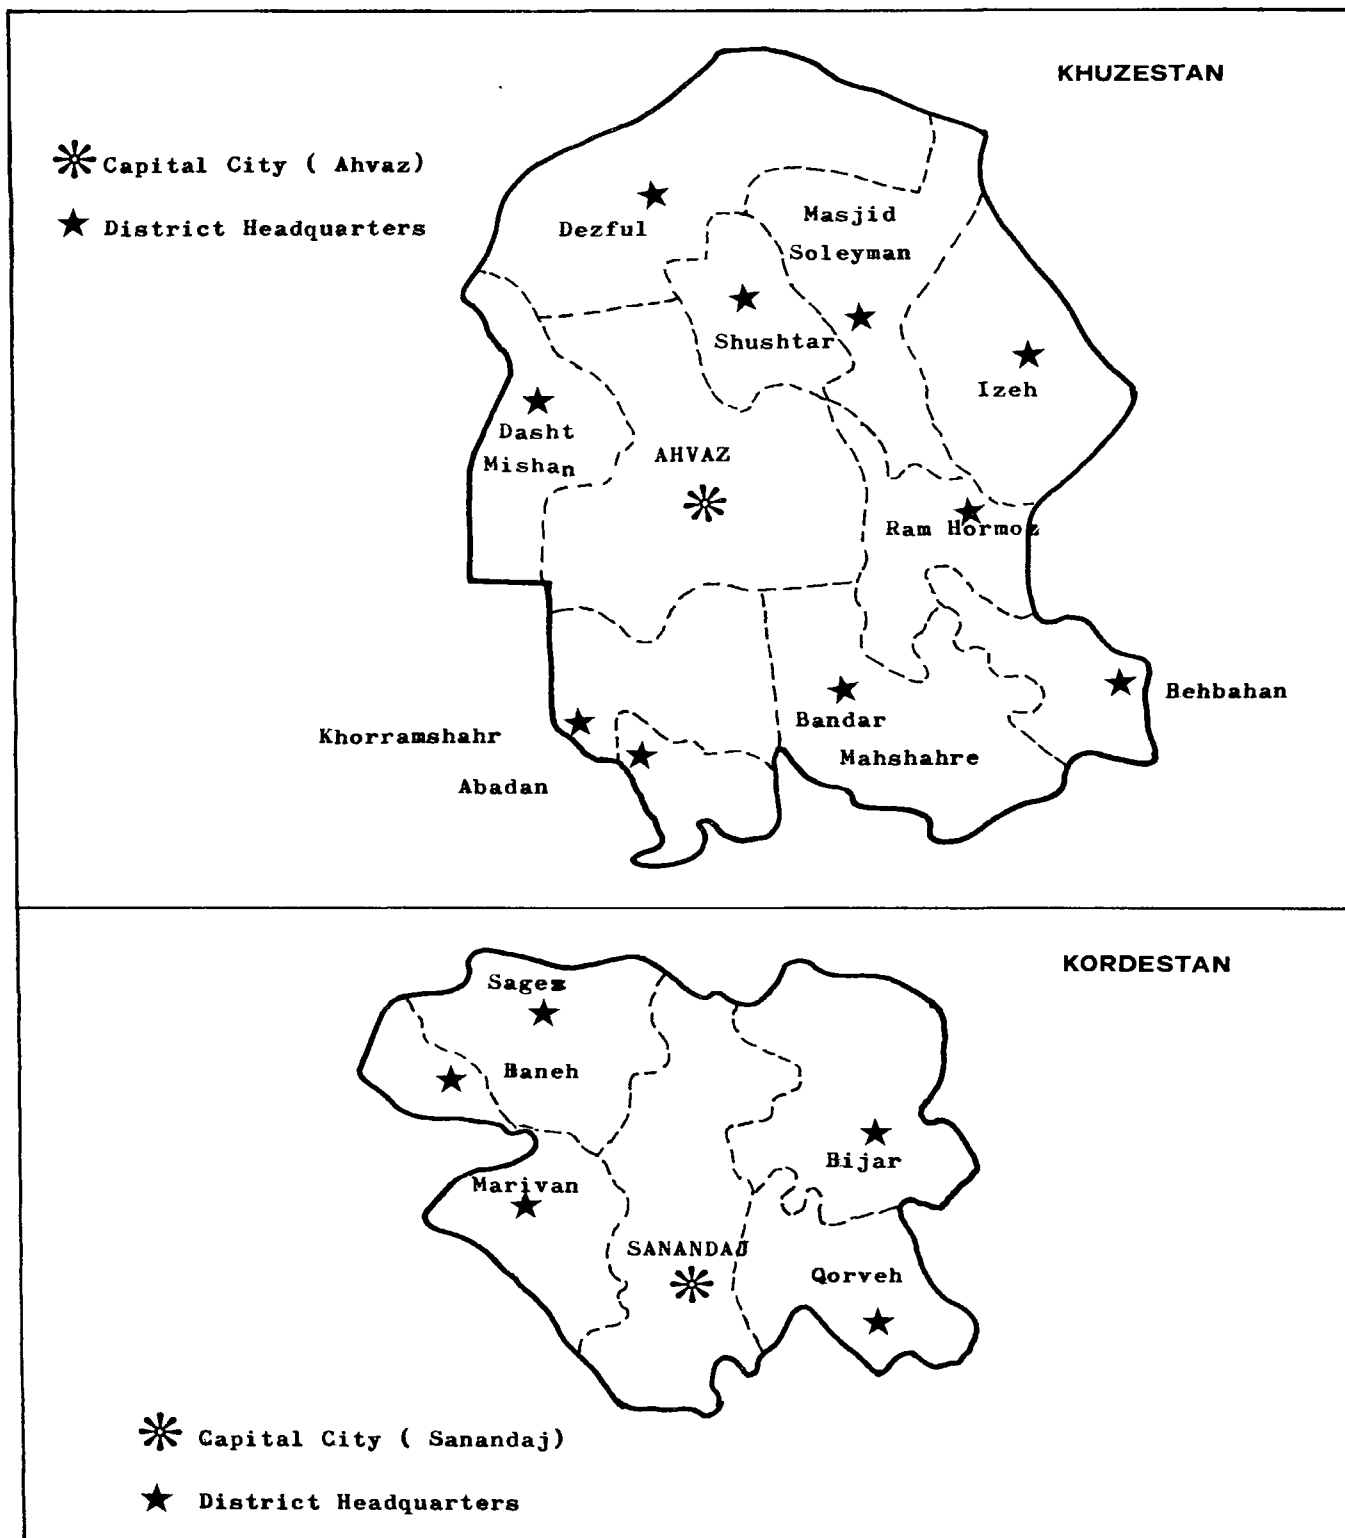 KHUZESTAN
Capital City ( Ahvaz)
District Headquarters
Dezful
Masjid
Soleyman
Shushtar
Izeh
Dasht
Mishan
AHVAZ
Ram Hormoz
Behbahan
Bandar
Mahshahre
Khorramshahr
Abadan
KORDESTAN
Sagez
Baneh
Bijar
Marivan
SANANDAJ
Qorveh
Capital City ( Sanandaj)
District Headquarters